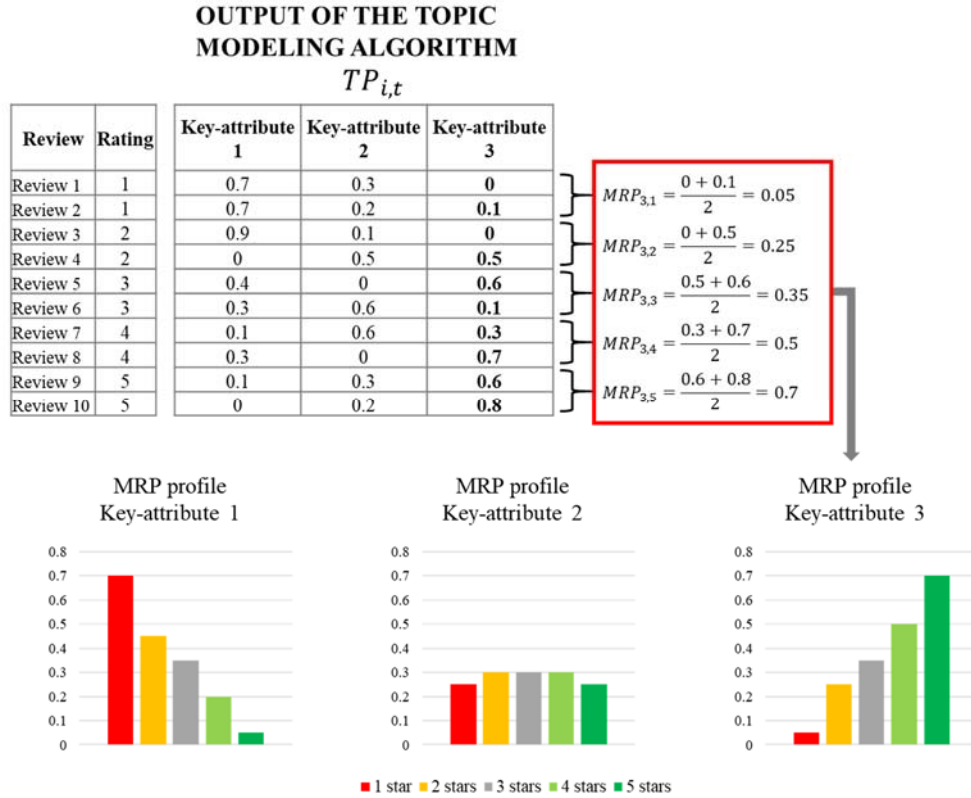 OUTPUT OF THE TOPIC
MODELING ALGORITHM
TP_{i,t}
Review Rating Key-attribute 1 Key-attribute 2 Key-attribute 3
Review 1 1 0.7 0.3 0
Review 2 1 0.7 0.2 0.1
Review 3 2 0.9 0.1 0
Review 4 2 0 0.5 0.5
Review 5 3 0.4 0 0.6
Review 6 3 0.3 0.6 0.1
Review 7 4 0.1 0.6 0.3
Review 8 4 0.3 0 0.7
Review 9 5 0.1 0.3 0.6
Review 10 5 0 0.2 0.8
MRP_{3,1} = \frac{0 + 0.1}{2} = 0.05
MRP_{3,2} = \frac{0 + 0.5}{2} = 0.25
MRP_{3,3} = \frac{0.5 + 0.6}{2} = 0.35
MRP_{3,4} = \frac{0.3 + 0.7}{2} = 0.5
MRP_{3,5} = \frac{0.6 + 0.8}{2} = 0.7
MRP profile
Key-attribute 1
0.8
0.7
0.6
0.5
0.4
0.3
0.2
0.1
0
MRP profile
Key-attribute 2
0.8
0.7
0.6
0.5
0.4
0.3
0.2
0.1
0
MRP profile
Key-attribute 3
0.8
0.7
0.6
0.5
0.4
0.3
0.2
0.1
0
1 star 2 stars 3 stars 4 stars 5 stars